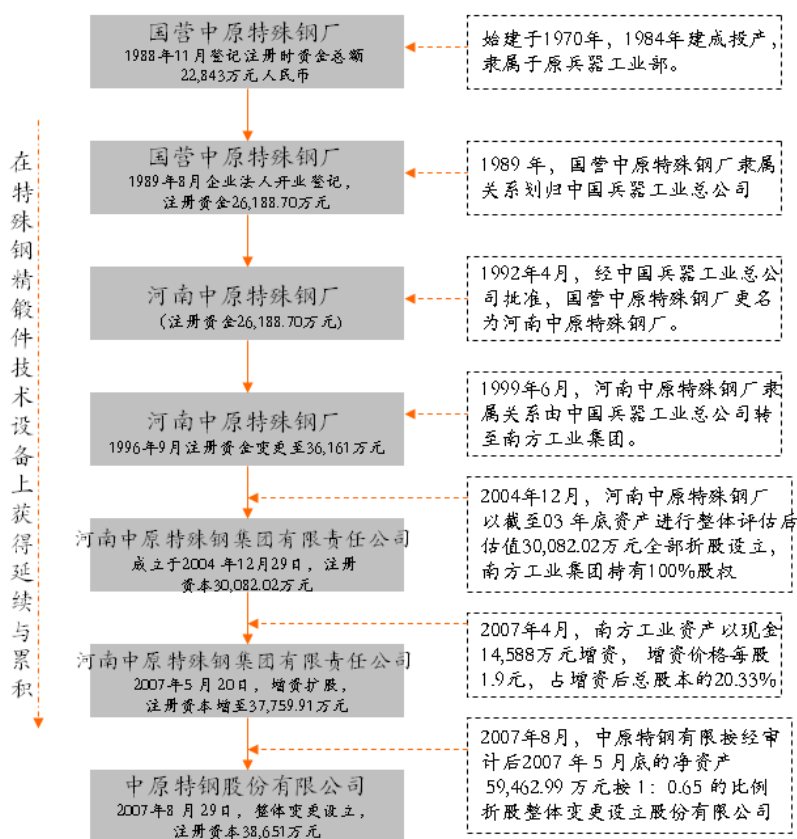 国营中原特殊钢厂
1988年11月登记注册时资金总额
22,843万元人民币
始建于1970年，1984年建成投产，
隶属于原兵器工业部。
在特殊钢精锻件技术设备上获得延续与累积
国营中原特殊钢厂
1989年8月企业法人开业登记，
注册资金26,188.70万元
1989 年，国营中原特殊钢厂隶属
关系划归中国兵器工业总公司
河南中原特殊钢厂
(注册资金26,188.70万元)
1992年4月，经中国兵器工业总公
司批准，国营中原特殊钢厂更名
为河南中原特殊钢厂。
河南中原特殊钢厂
1996年9月注册资金变更至36,161万元
1999年6月，河南中原特殊钢厂隶
属关系由中国兵器工业总公司转
至南方工业集团。
2004年12月，河南中原特殊钢厂
以截至03 年底资产进行整体评估后
估值30,082.02万元全部折股设立，
南方工业集团持有100%股权
河南中原特殊钢集团有限责任公司
成立于2004 年12月29日，注册
资本30,082.02万元
2007年4月，南方工业资产以现金
14,588万元增资， 增资价格每股
1.9元，占增资后总股本的20.33%
河南中原特殊钢集团有限责任公司
2007年5 月20日，增资扩股，
注册资本增至37,759.91万元
2007年8月，中原特钢有限按经审
计后2007 年 5 月底的净资产
59,462.99 万元按 1：0.65 的比例
折股整体变更设立股份有限公司
中原特钢股份有限公司
2007年8 月 29日，整体变更设立，
注册资本38,651万元